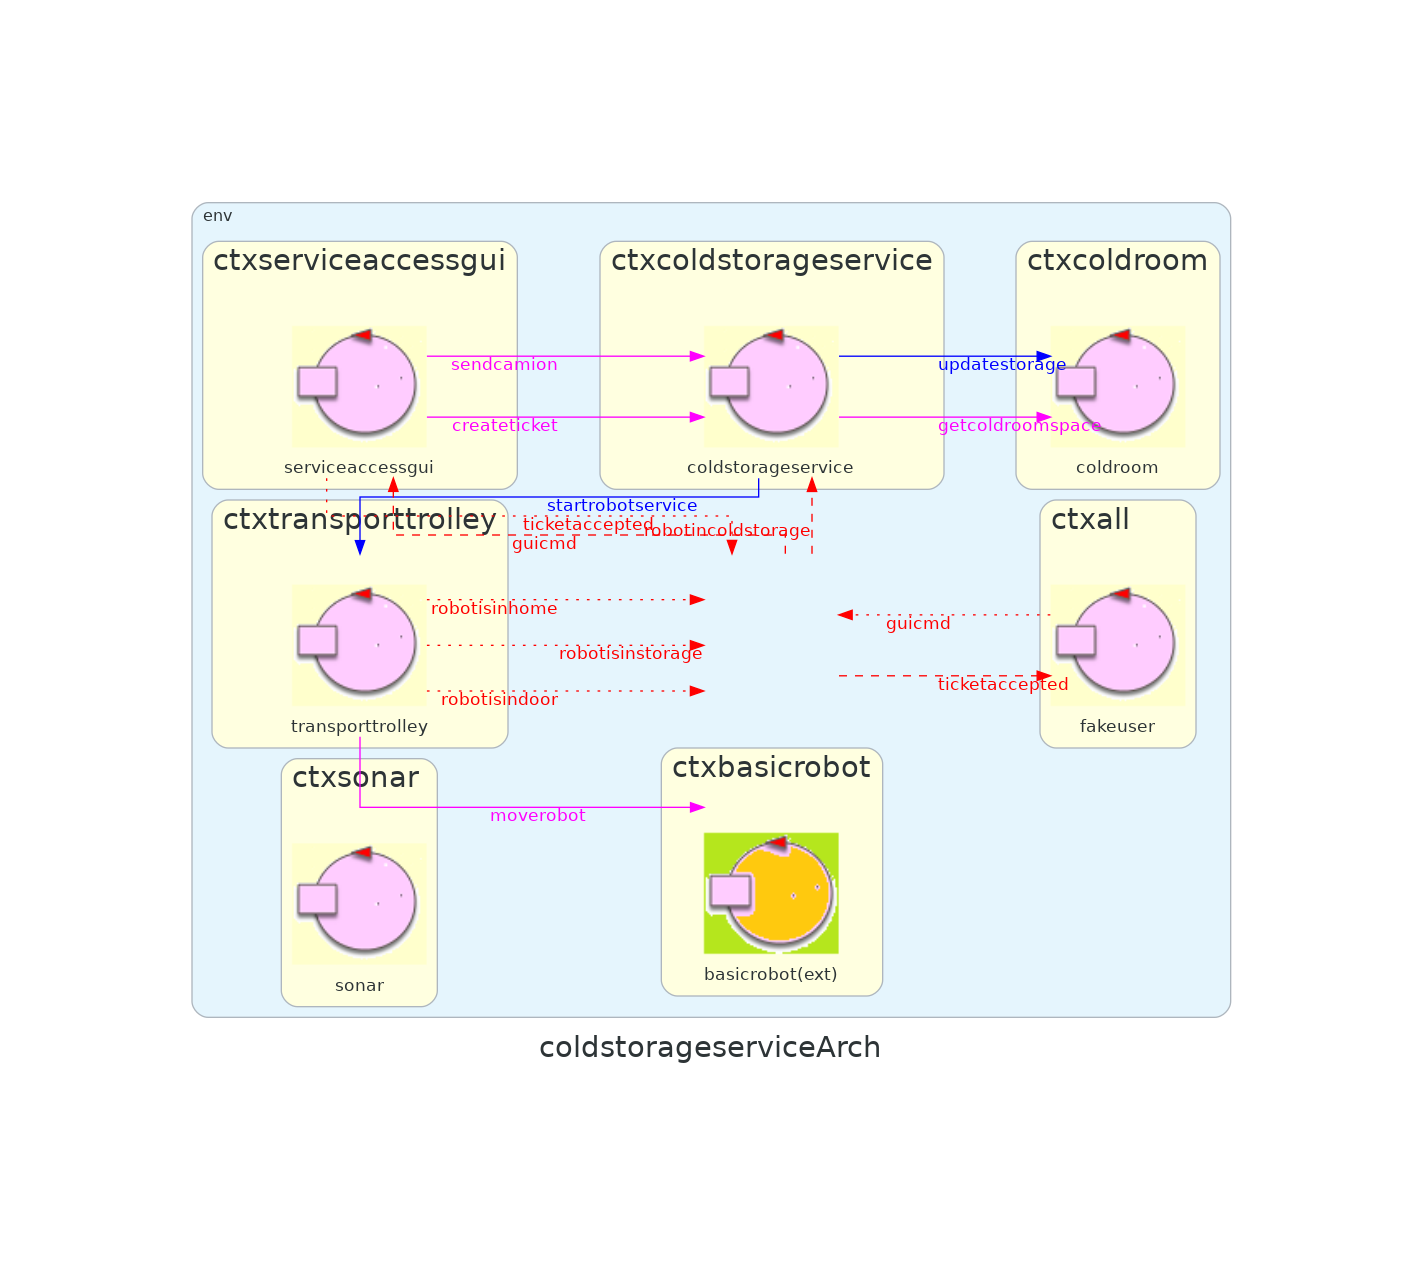 env
ctxserviceaccessgui
ctxcoldstorageservice
ctxcoldroom
sendcamion
updatestorage
createticket
getcoldroomspace
serviceaccessgui
coldstorageservice
coldroom
startrobotservice
ctxtransporttrolley
ctxall
ticketaccepted
robotincoldstorage
guicmd
robotisinhome
guicmd
robotisinstorage
ticketaccepted
robotisindoor
transporttrolley
fakeuser
ctxsonar
ctxbasicrobot
moverobot
basicrobot(ext)
sonar
coldstorageserviceArch